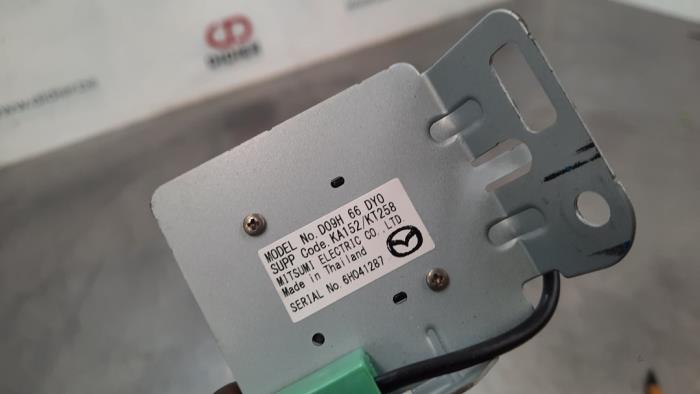 DIDIER
MODEL No. D09H 66 DY0
SUPP Code. KA152/KT258
MITSUMI ELECTRIC CO., LTD
Made in Thailand
SERIAL No 6H041287